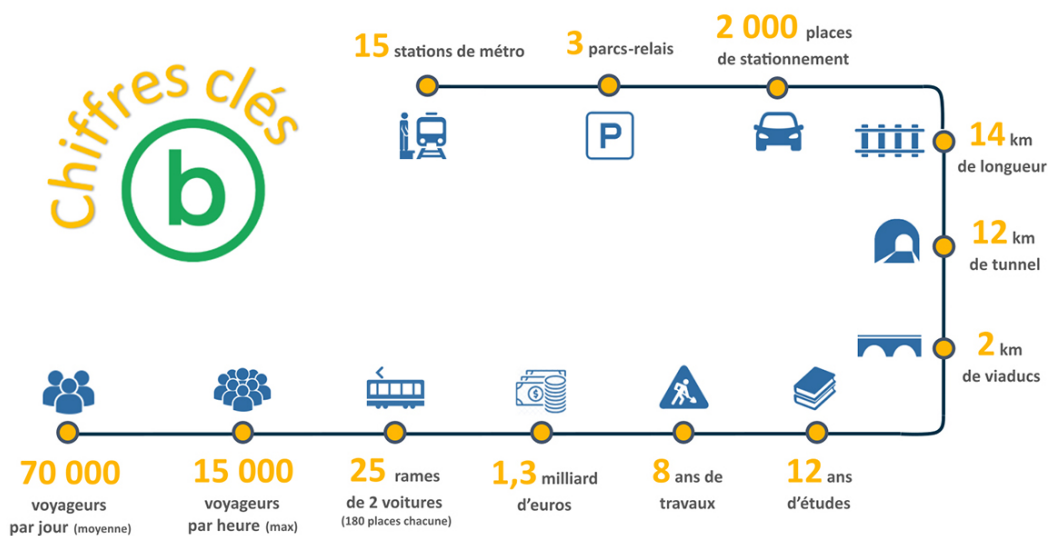 Chiffres clés
b
15 stations de métro
3 parcs-relais
2 000 places
de stationnement
P
14 km
de longueur
12 km
de tunnel
2 km
de viaducs
12 ans
d'études
8 ans de
travaux
1,3 milliard
d'euros
25 rames
de 2 voitures
(180 places chacune)
15 000
voyageurs
par heure (max)
70 000
voyageurs
par jour (moyenne)